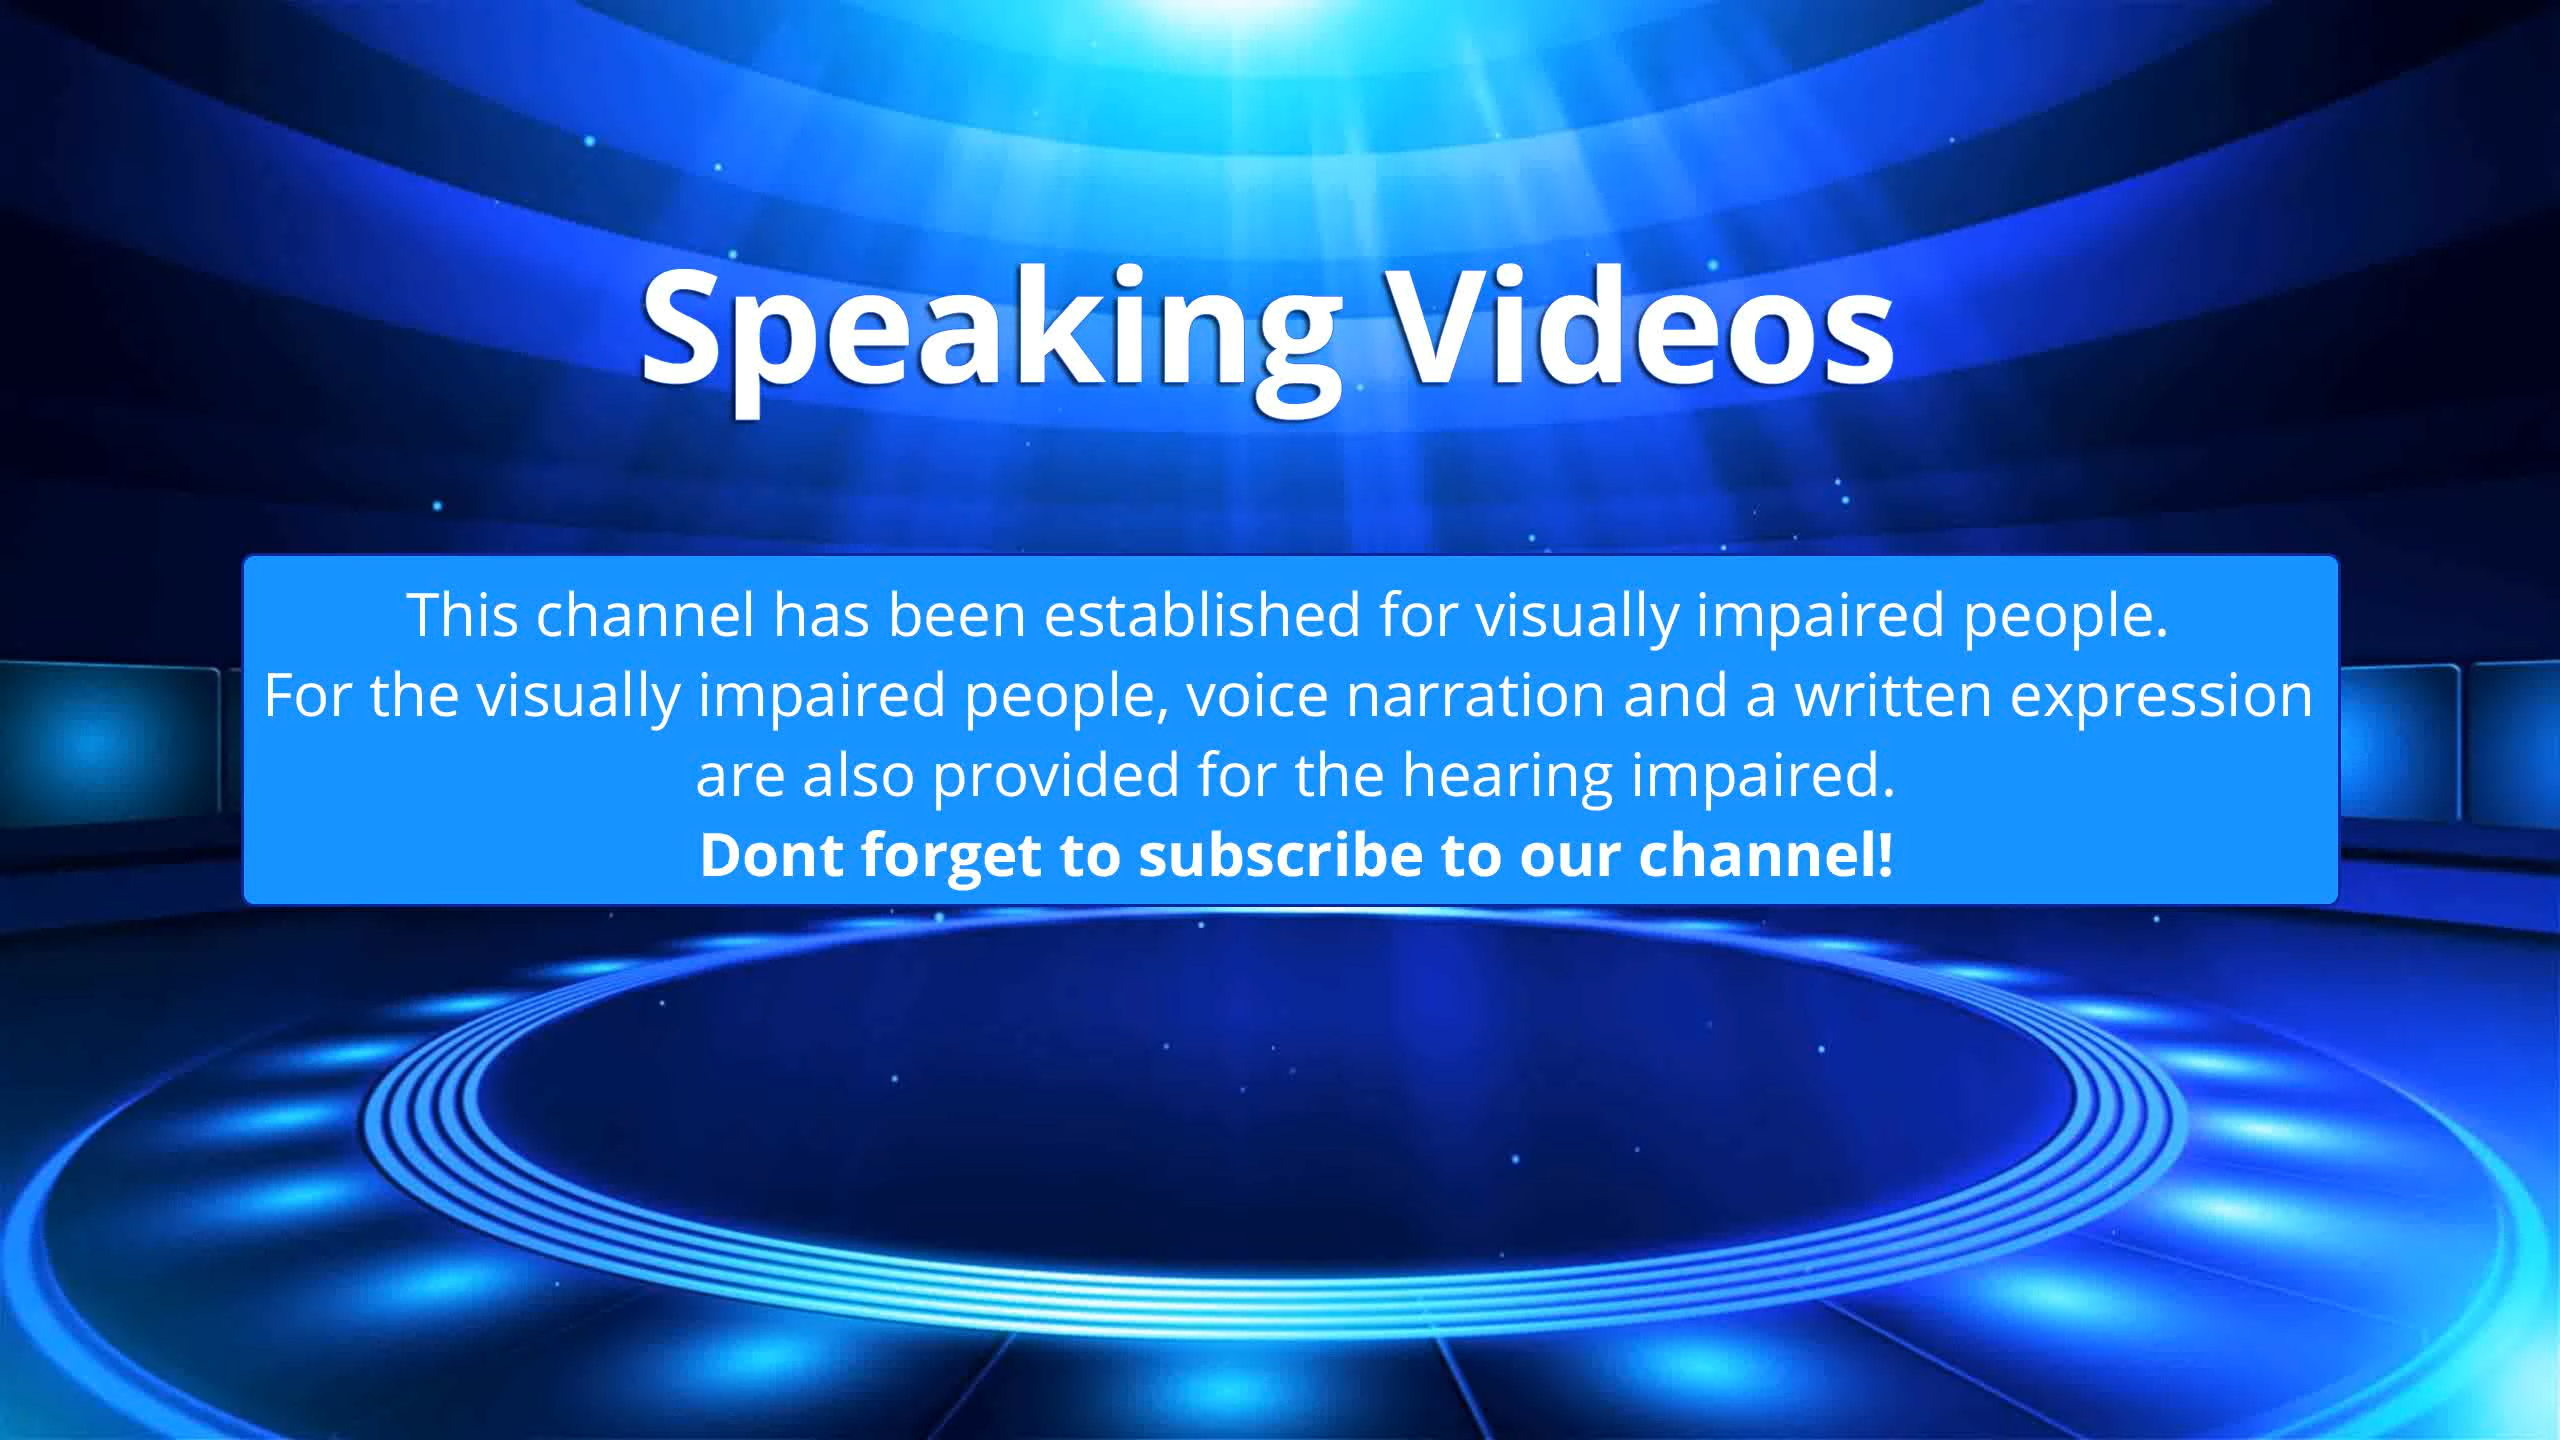 Speaking Videos
This channel has been established for visually impaired people.
For the visually impaired people, voice narration and a written expression
are also provided for the hearing impaired.
Dont forget to subscribe to our channel!